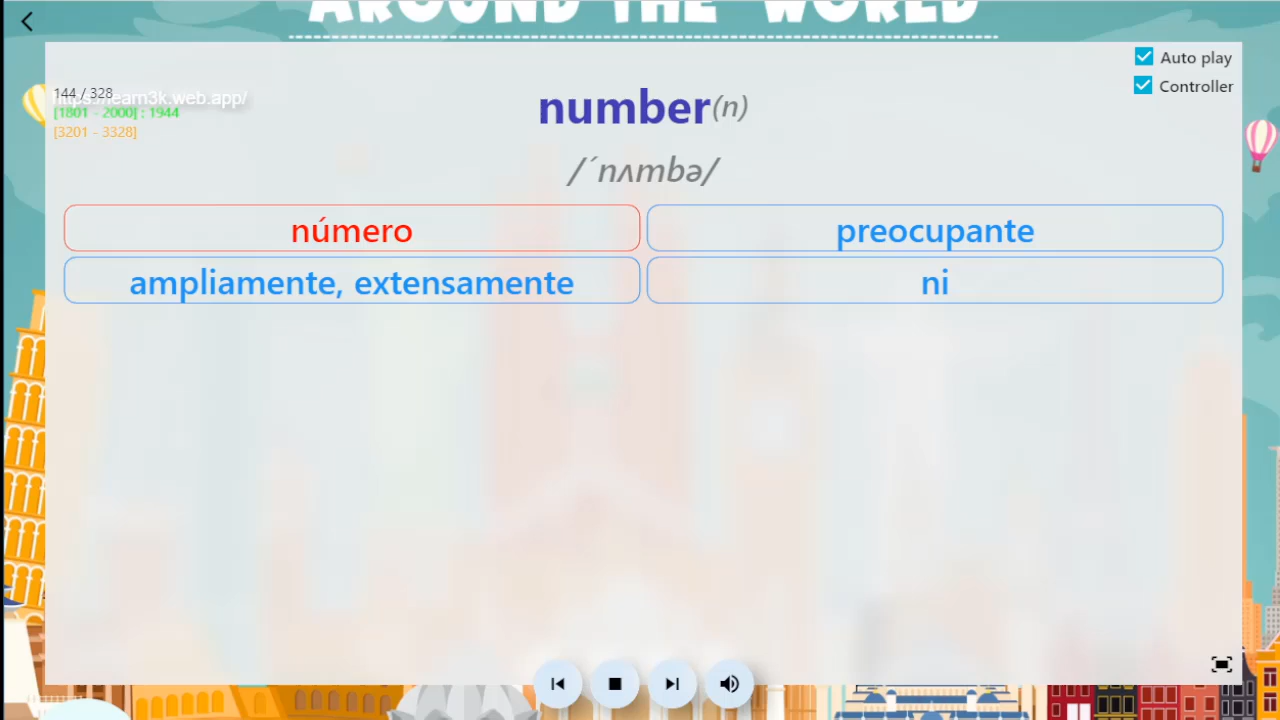 AROUND THE WORLD
Auto play
Controller
144 / 328
https://learn3k.web.app/
[1801 - 2000] : 1944
[3201 - 3328]
number(n)
/´nʌmbə/
número
preocupante
ampliamente, extensamente
ni